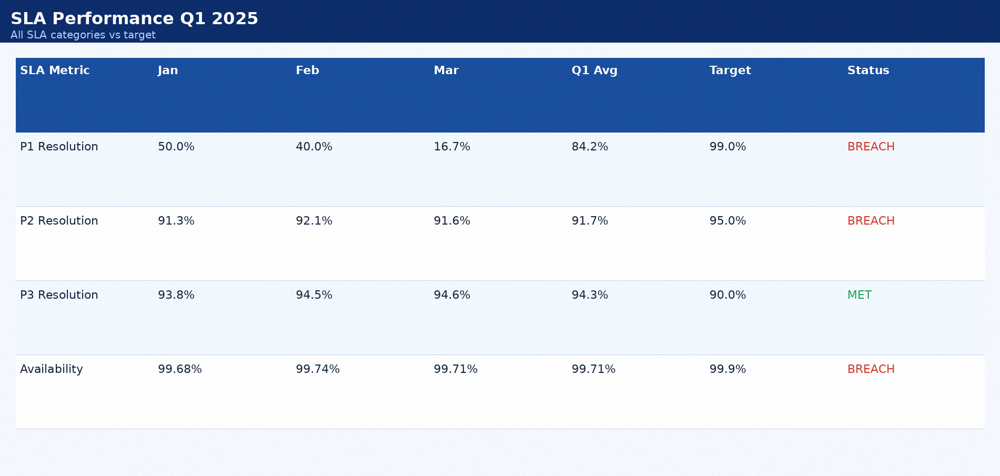 SLA Performance Q1 2025
All SLA categories vs target
SLA Metric Jan Feb Mar Q1 Avg Target Status
P1 Resolution 50.0% 40.0% 16.7% 84.2% 99.0% BREACH
P2 Resolution 91.3% 92.1% 91.6% 91.7% 95.0% BREACH
P3 Resolution 93.8% 94.5% 94.6% 94.3% 90.0% MET
Availability 99.68% 99.74% 99.71% 99.71% 99.9% BREACH